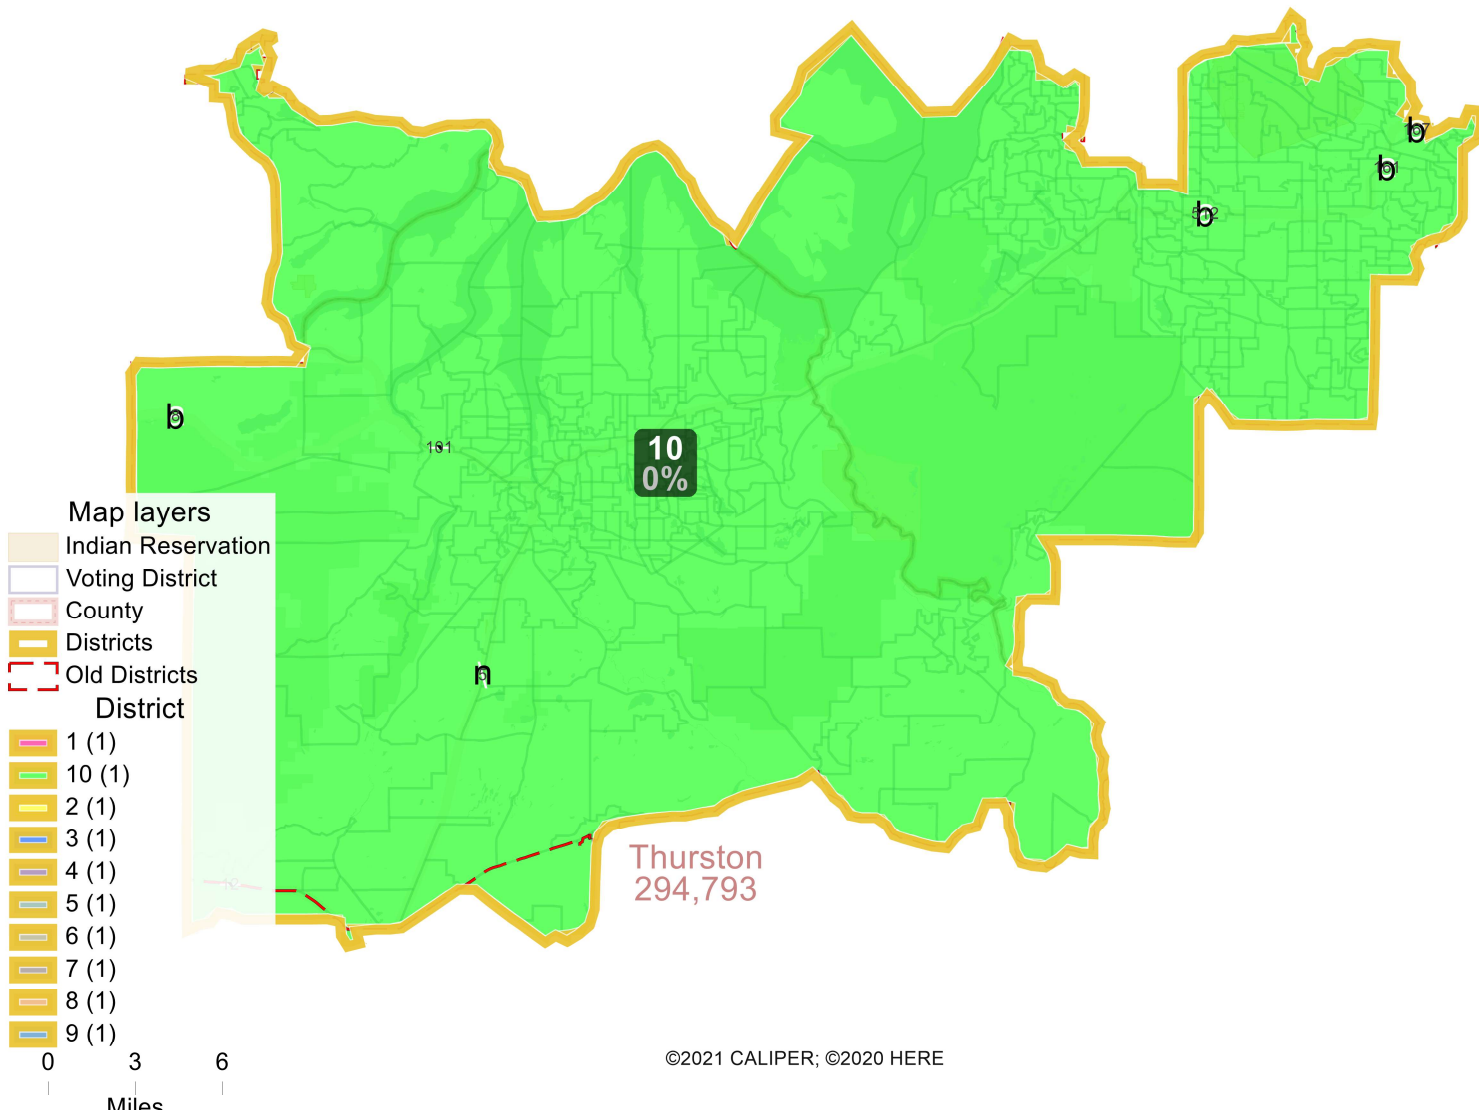 b
b
b
b
101
10
0%
n
5
Map layers
Indian Reservation
Voting District
County
Districts
Old Districts
District
1 (1)
10 (1)
2 (1)
3 (1)
4 (1)
5 (1)
6 (1)
7 (1)
8 (1)
9 (1)
12
Thurston
294,793
0 3 6
Miles
©2021 CALIPER; ©2020 HERE